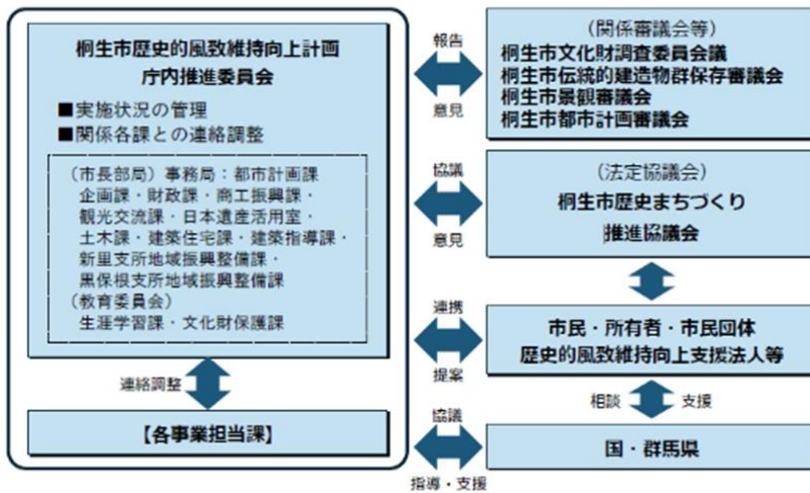 桐生市歴史的風致維持向上計画
庁内推進委員会
■実施状況の管理
■関係各課との連絡調整
（市長部局）事務局：都市計画課
企画課・財政課・商工振興課・
観光交流課・日本遺産活用室・
土木課・建築住宅課・建築指導課・
新里支所地域振興整備課・
黒保根支所地域振興整備課
（教育委員会）
生涯学習課・文化財保護課
連絡調整
【各事業担当課】
報告
意見
（関係審議会等）
桐生市文化財調査委員会議
桐生市伝統的建造物群保存審議会
桐生市景観審議会
桐生市都市計画審議会
協議
意見
（法定協議会）
桐生市歴史まちづくり
推進協議会
連携
提案
市民・所有者・市民団体
歴史的風致維持向上支援法人等
相談
支援
協議
指導・支援
国・群馬県